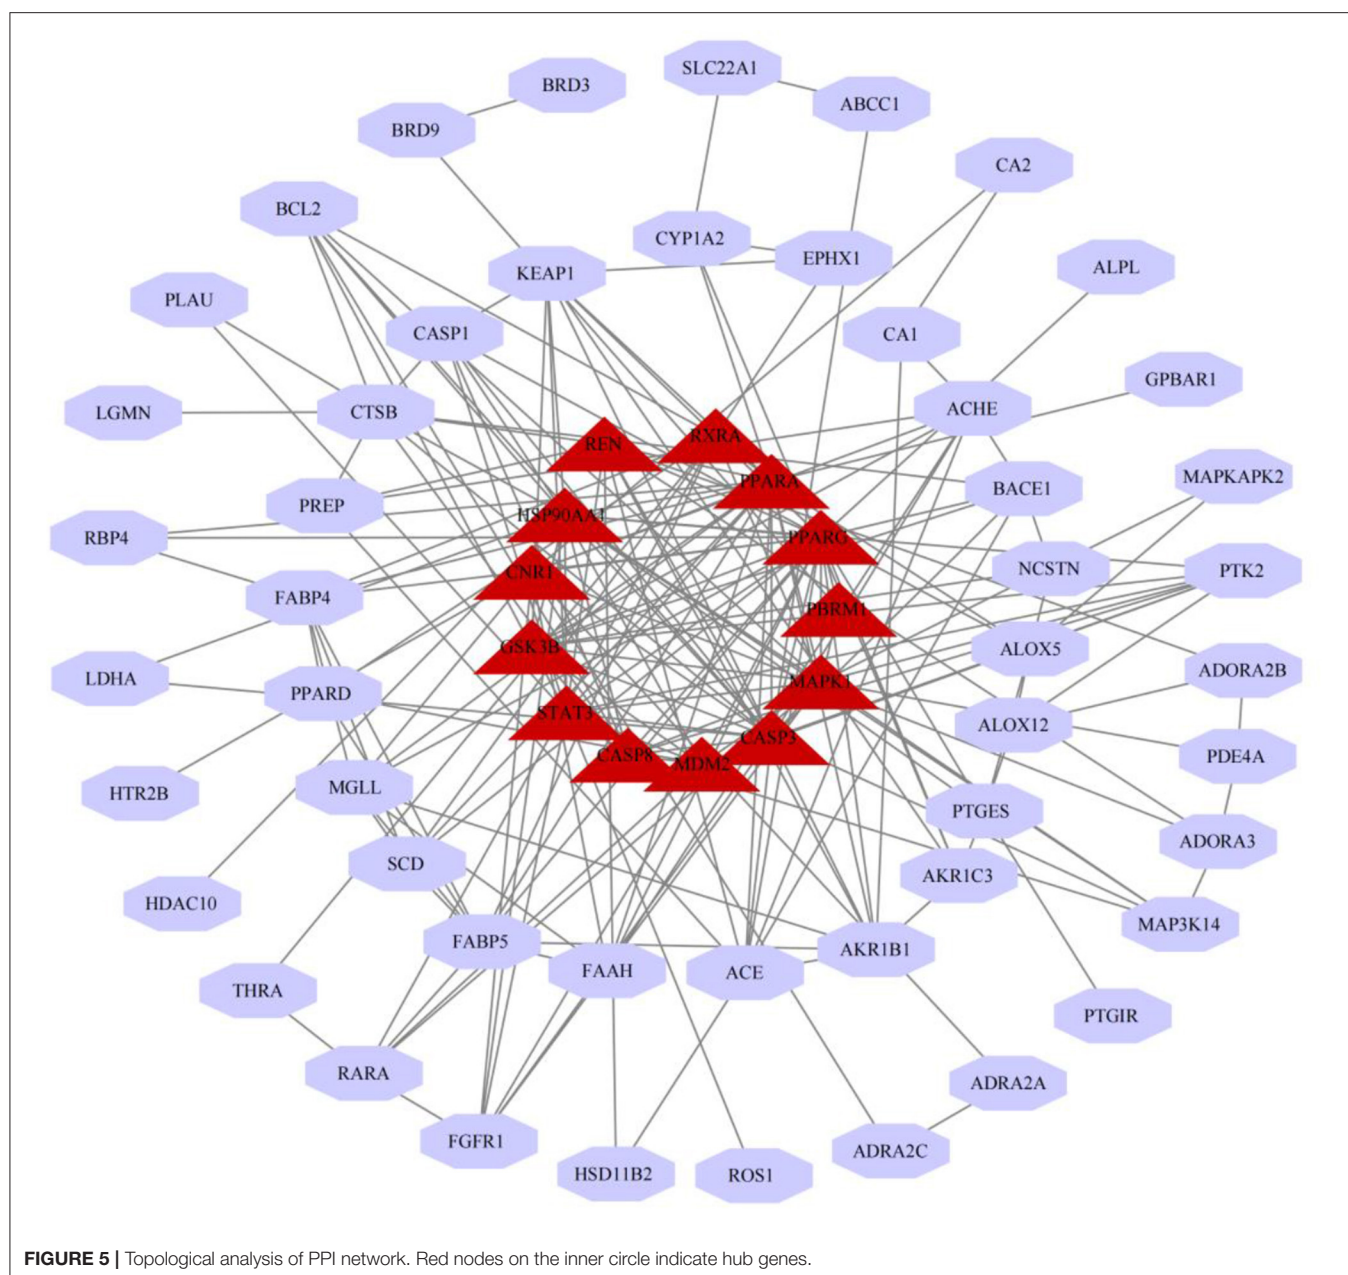 SLC22A1
BRD3
ABCC1
BRD9
CA2
BCL2
CYP1A2
EPHX1
ALPL
KEAP1
PLAU
CASP1
CA1
GPBAR1
LGMN
CTSB
ACHE
REN
RXRA
MAPKAPK2
PPARA
BACE1
PREP
HSP90AA1
RBP4
PPARG
NCSTN
PTK2
CNR1
FABP4
PBRM1
GSK3B
ALOX5
ADORA2B
LDHA
PPARD
MAPK1
STAT3
ALOX12
CASP3
CASP8
MDM2
PDE4A
HTR2B
MGLL
PTGES
ADORA3
SCD
AKR1C3
HDAC10
MAP3K14
FABP5
AKR1B1
FAAH
ACE
THRA
PTGIR
RARA
ADRA2A
FGFR1
ADRA2C
HSD11B2
ROS1
FIGURE 5 | Topological analysis of PPI network. Red nodes on the inner circle indicate hub genes.